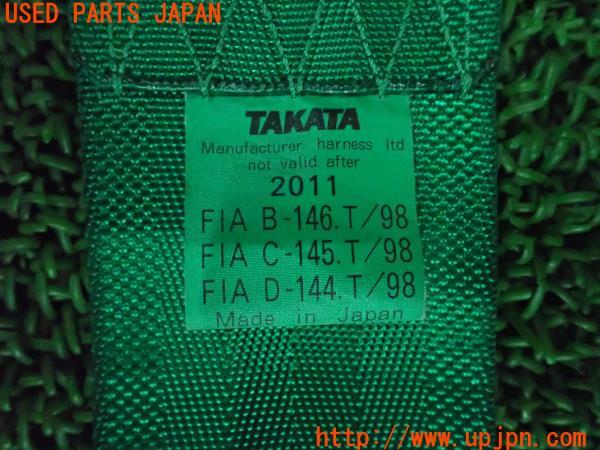 USED PARTS JAPAN
TAKATA
Manufacturer harness ltd
not valid after
2011
FIA B-146.T/98
FIA C-145.T/98
FIA D-144.T/98
Made in Japan
http://www.upjpn.com/